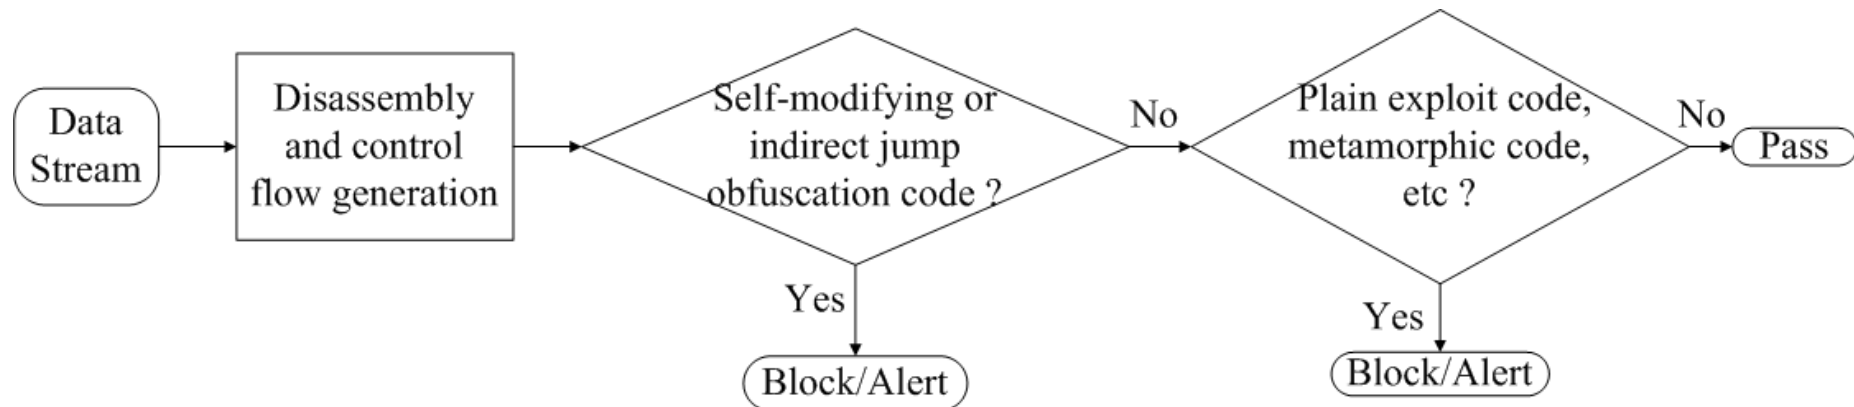 Data
Stream
Disassembly
and control
flow generation
Self-modifying or
indirect jump
obfuscation code ?
No
Yes
Block/Alert
Plain exploit code,
metamorphic code,
etc ?
No
Pass
Yes
Block/Alert